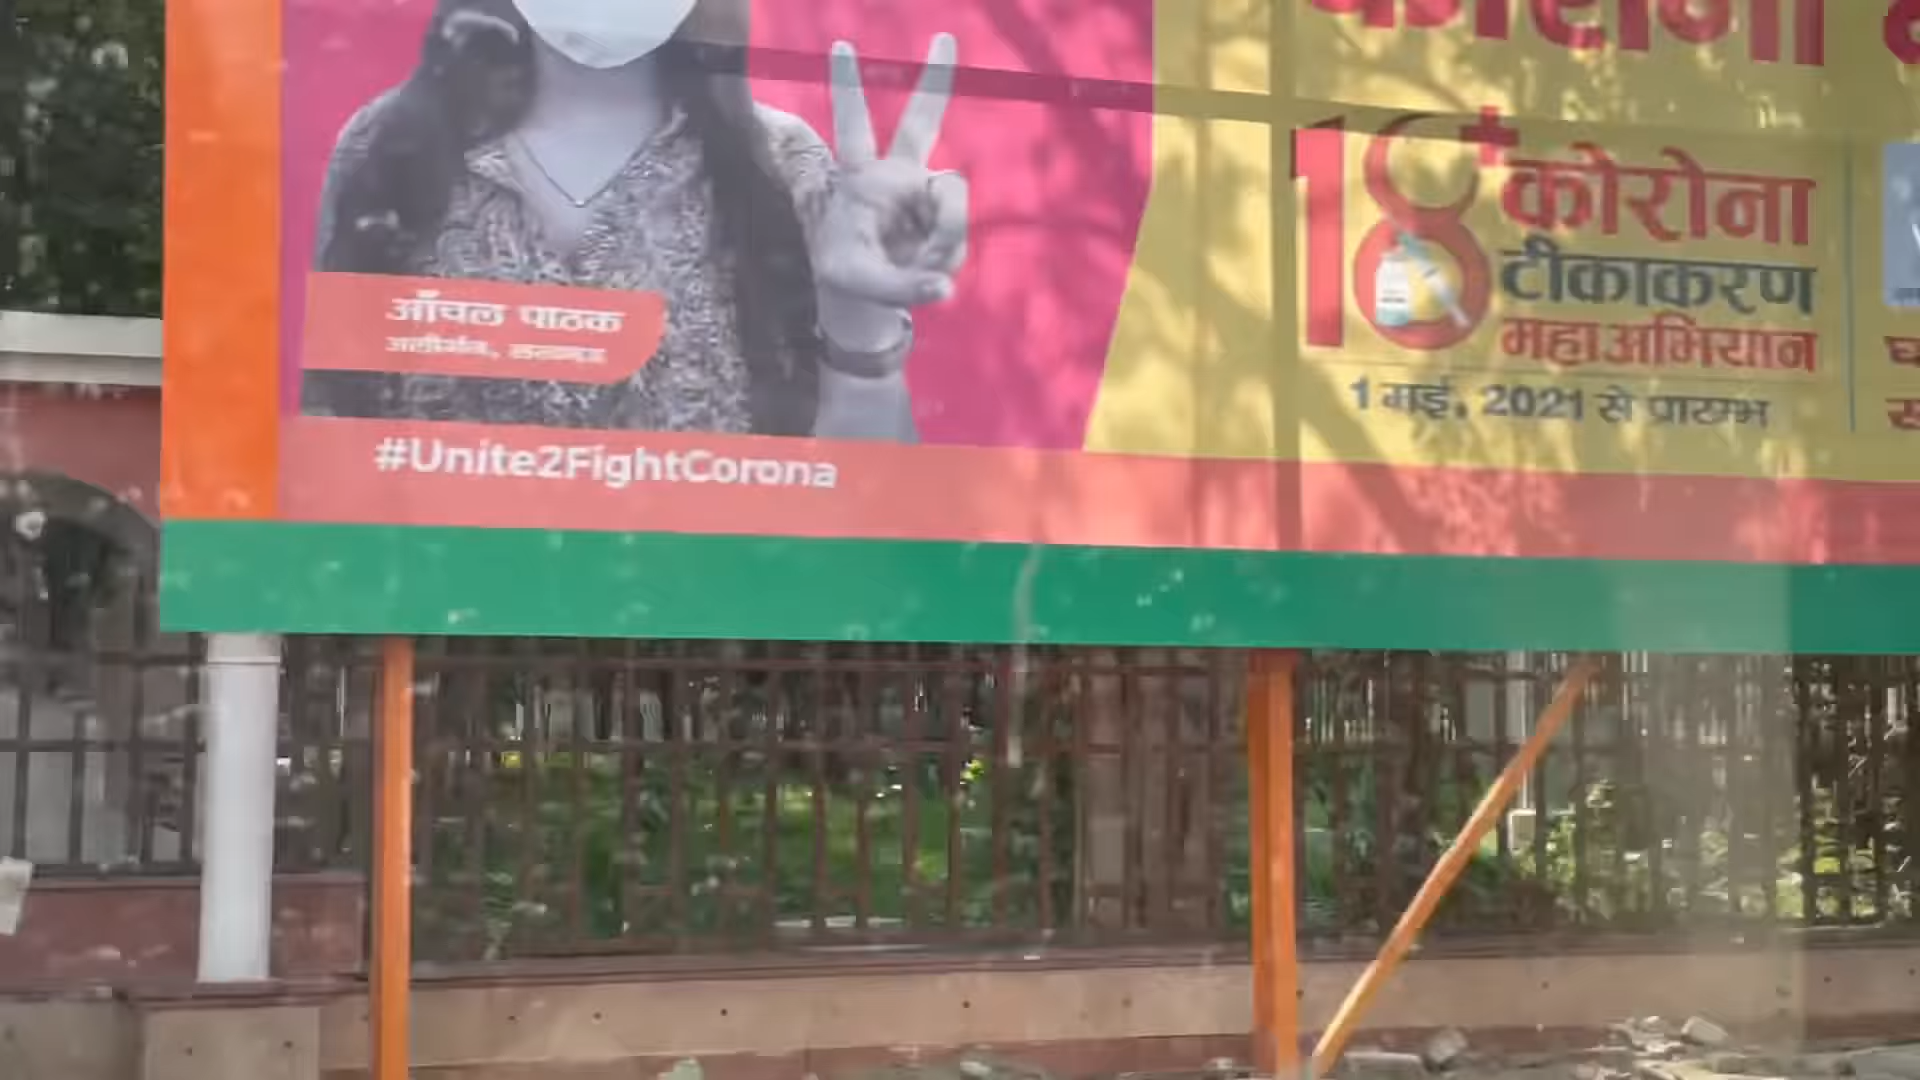 आँचल पाठक
#Unite2FightCorona
18+ कोरोना
टीकाकरण
महाअभियान
1 मई, 2021 से प्रारम्भ